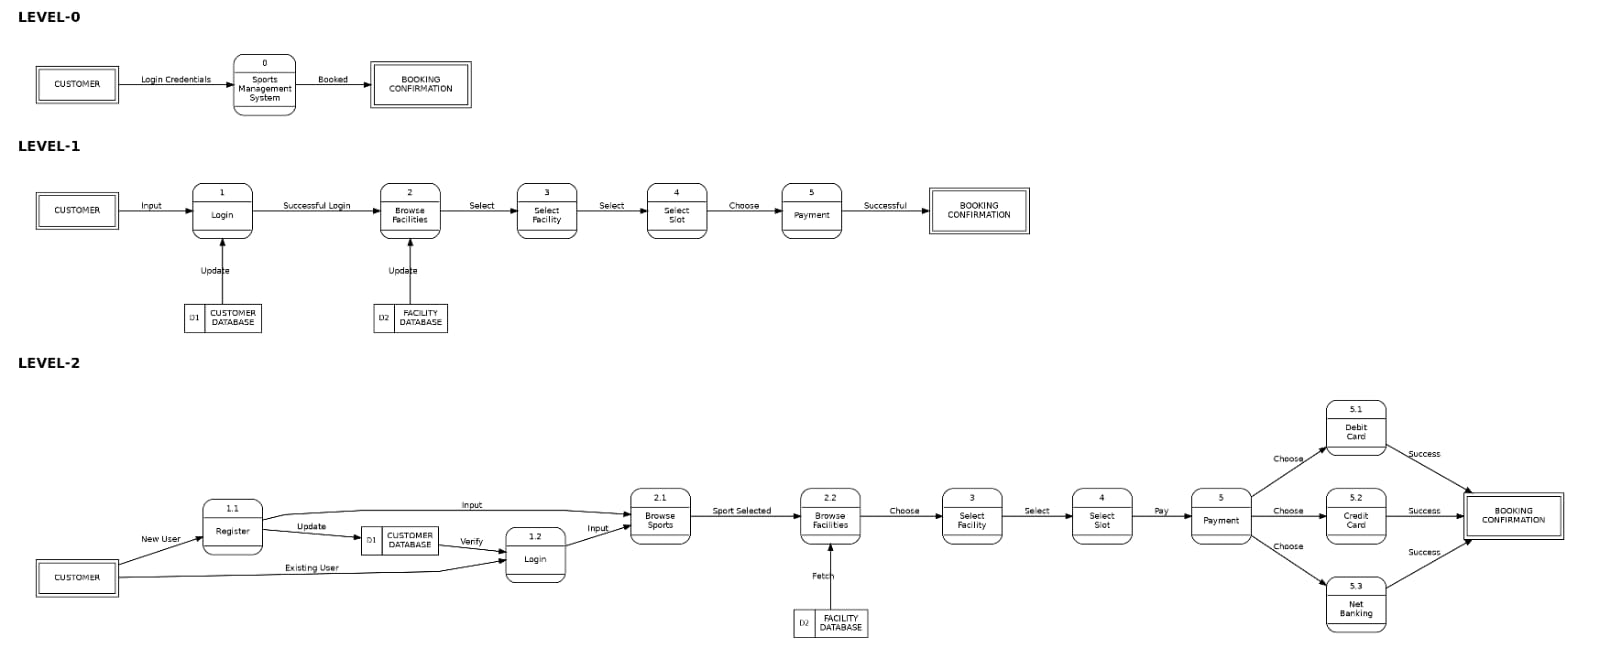 LEVEL-0
CUSTOMER
Login Credentials
0
Sports
Management
System
Booked
BOOKING
CONFIRMATION
LEVEL-1
CUSTOMER
Input
1
Login
Successful Login
2
Browse
Facilities
Select
3
Select
Facility
Select
4
Select
Slot
Choose
5
Payment
Successful
BOOKING
CONFIRMATION
Update
Update
D1
CUSTOMER
DATABASE
D2
FACILITY
DATABASE
LEVEL-2
CUSTOMER
New User
Existing User
1.1
Register
Input
Update
D1
CUSTOMER
DATABASE
Verify
1.2
Login
Input
2.1
Browse
Sports
Sport Selected
2.2
Browse
Facilities
Fetch
D2
FACILITY
DATABASE
Choose
3
Select
Facility
Select
4
Select
Slot
Pay
5
Payment
Choose
5.1
Debit
Card
Success
Choose
5.2
Credit
Card
Success
Choose
5.3
Net
Banking
Success
BOOKING
CONFIRMATION